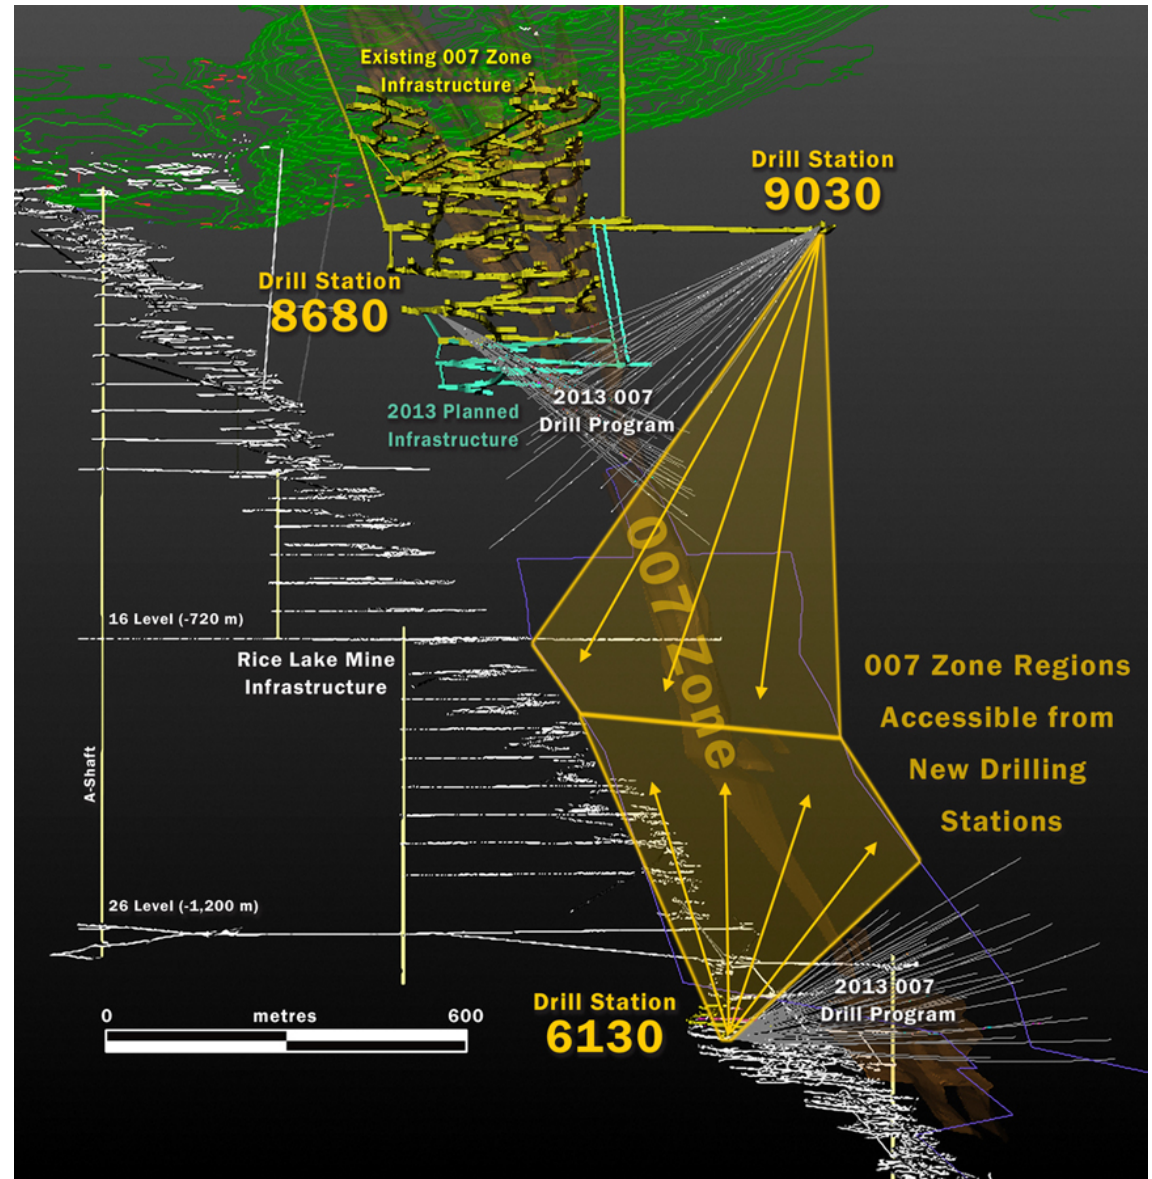 Existing 007 Zone
Infrastructure
Drill Station
9030
Drill Station
8680
2013 Planned
Infrastructure
2013 007
Drill Program
007 zone
16 Level (-720 m)
Rice Lake Mine
Infrastructure
007 Zone Regions
Accessible from
New Drilling
Stations
A-Shaft
26 Level (-1,200 m)
2013 007
Drill Program
Drill Station
6130
0 metres 600